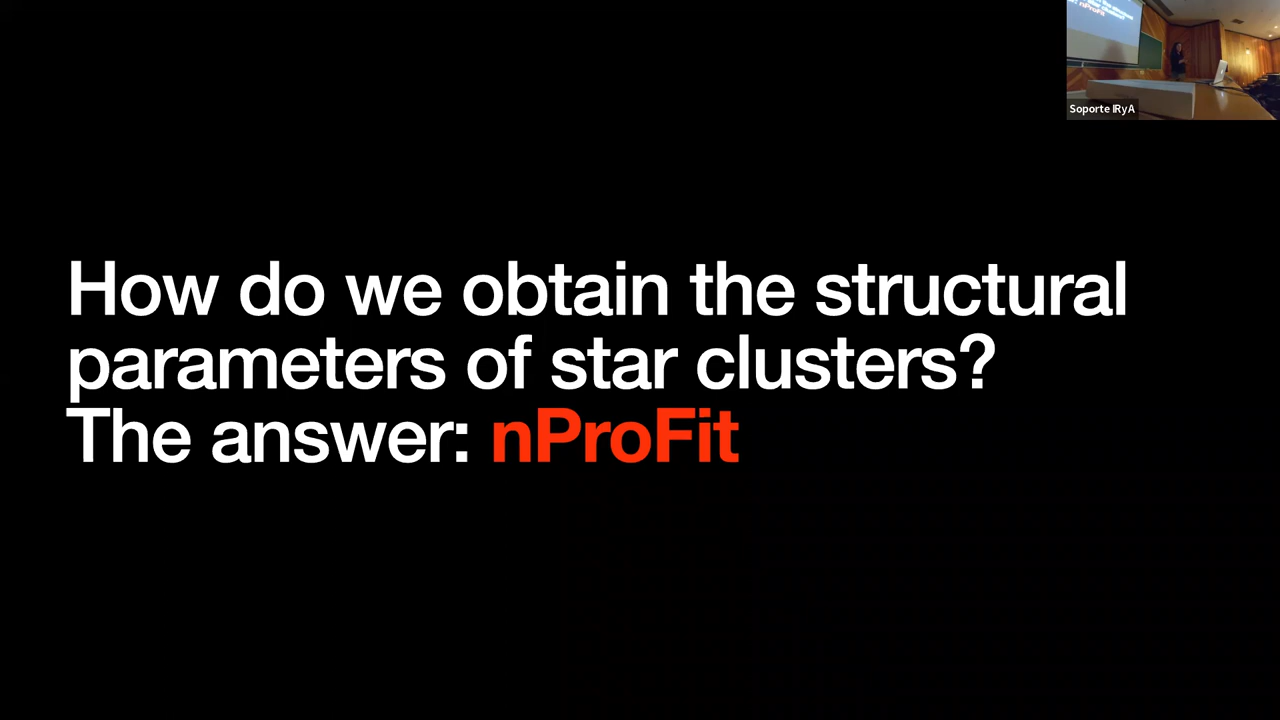 Soporte IRyA
How do we obtain the structural
parameters of star clusters?
The answer: nProFit